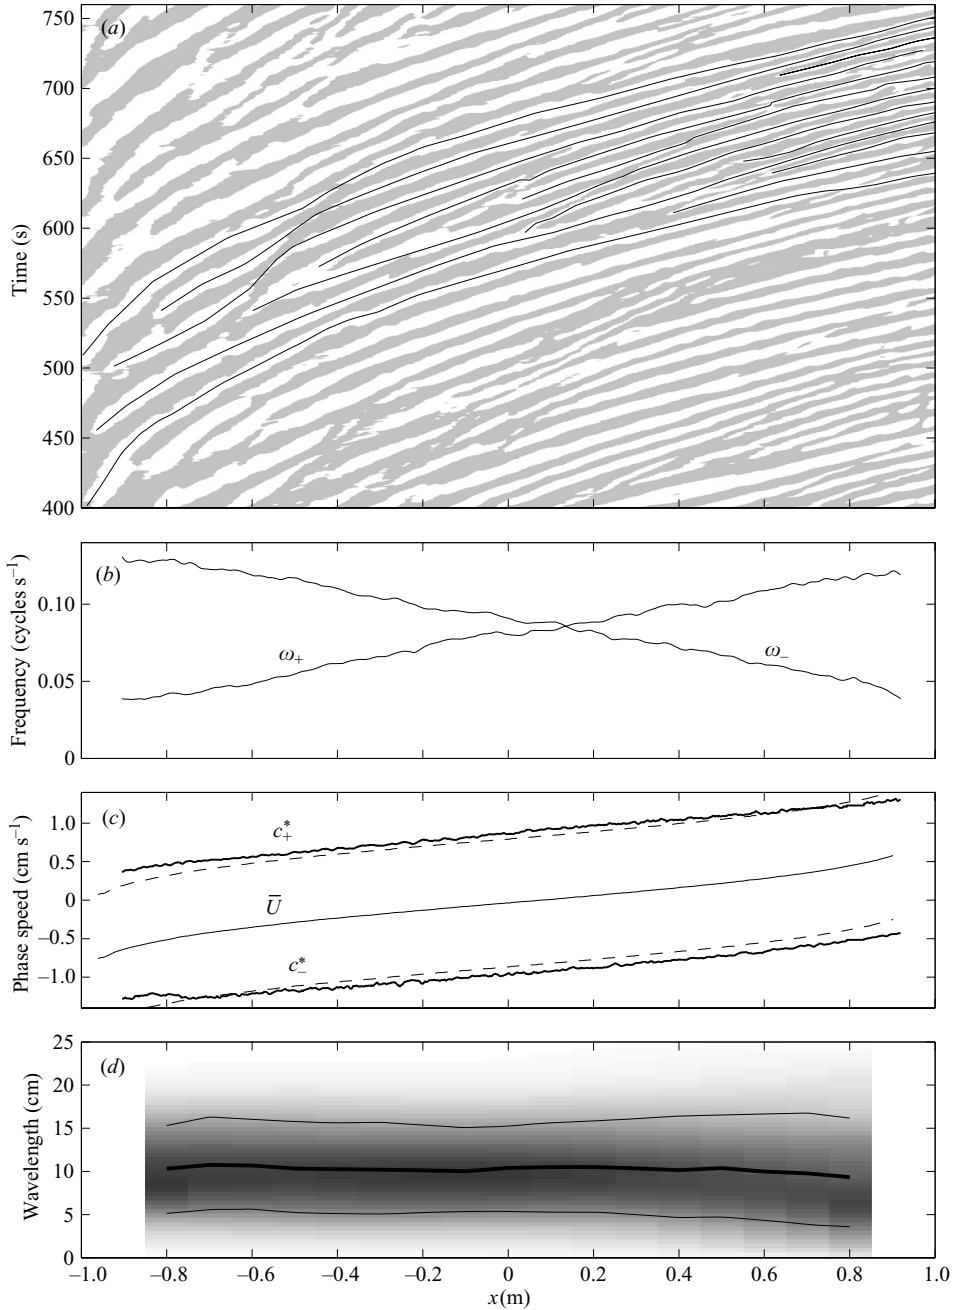 (a)
750
700
650
600
550
500
450
400
Time (s)
(b)
0.10
0.05
0
Frequency (cycles s⁻¹)
ω₊
ω₋
(c)
1.0
0.5
0
−0.5
−1.0
Phase speed (cm s⁻¹)
c₊*
U̅
c₋*
(d)
25
20
15
10
5
0
Wavelength (cm)
−1.0 −0.8 −0.6 −0.4 −0.2 0 0.2 0.4 0.6 0.8 1.0
x (m)